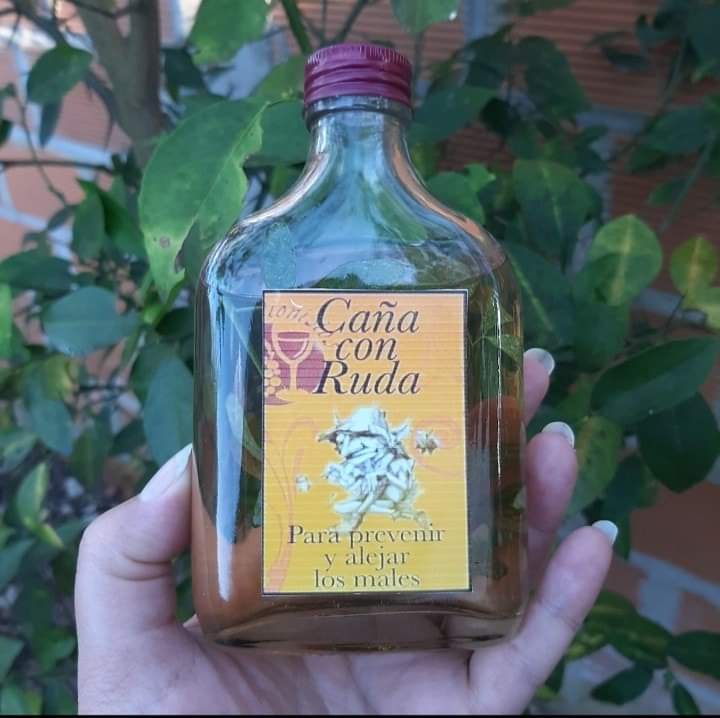 Caña
con
Ruda
Para prevenir
y alejar
los males